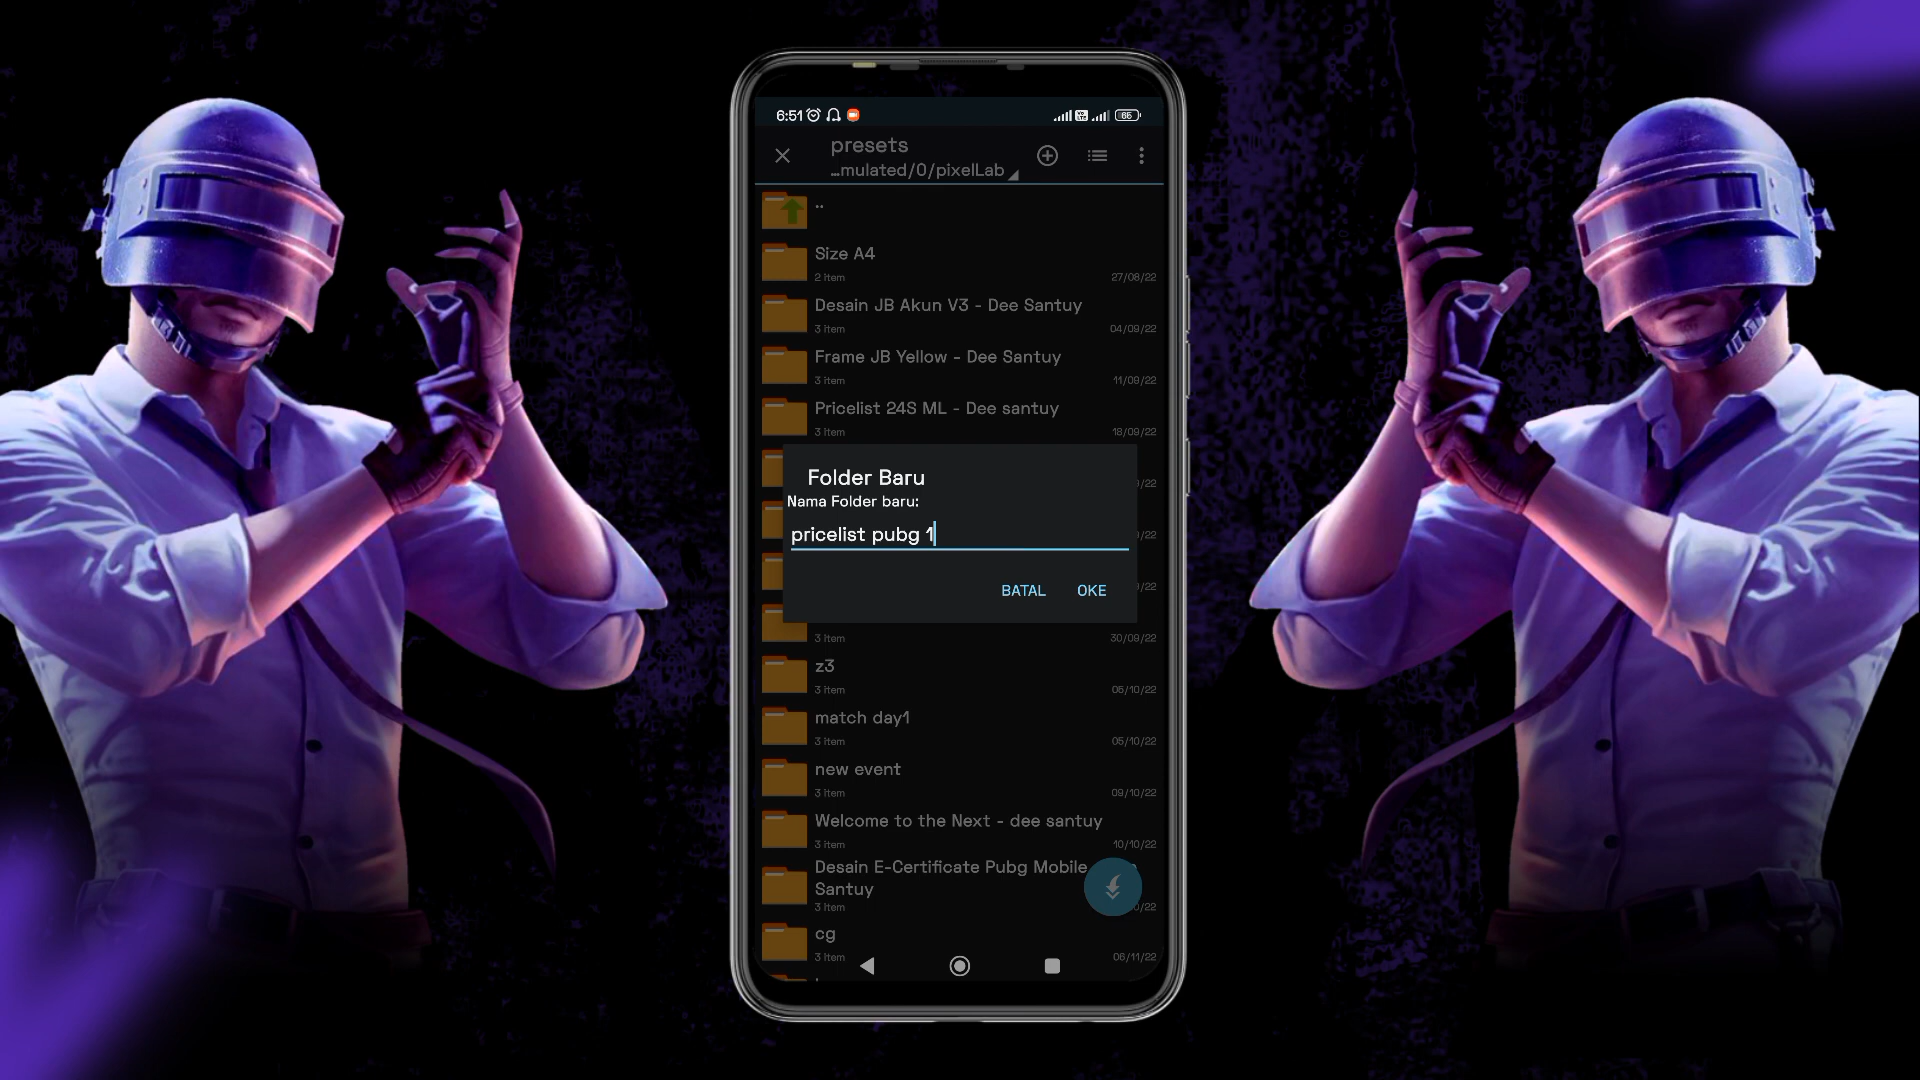 6:51
65
presets
...mulated/0/pixelLab
..
Size A4
2 Item
27/08/22
Desain JB Akun V3 - Dee Santuy
3 Item
04/09/22
Frame JB Yellow - Dee Santuy
3 Item
11/09/22
Pricelist 24S ML - Dee santuy
3 Item
18/09/22
/22
Folder Baru
Nama Folder baru:
pricelist pubg 1
/22
BATAL OKE
/22
3 Item
30/09/22
z3
3 Item
05/10/22
match day1
3 Item
05/10/22
new event
3 Item
09/10/22
Welcome to the Next - dee santuy
3 Item
10/10/22
Desain E-Certificate Pubg Mobile
Santuy
3 Item
/22
cg
3 Item
06/11/22